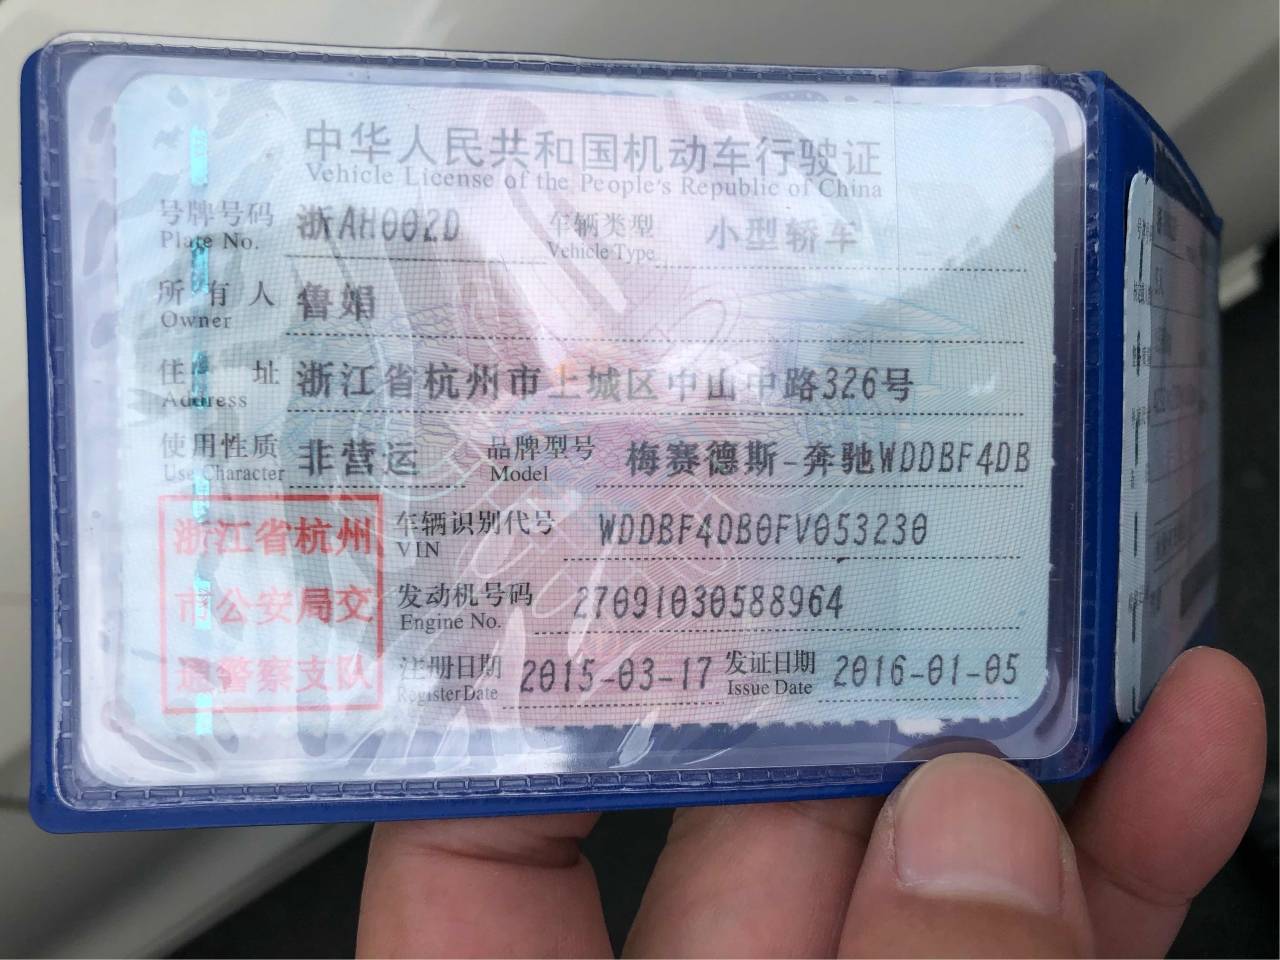 中华人民共和国机动车行驶证
Vehicle License of the People's Republic of China
号牌号码 浙AH002D 车辆类型 小型轿车
Plate No. Vehicle Type
所有人 鲁娟
Owner
住址 浙江省杭州市上城区中山中路326号
Address
使用性质 非营运 品牌型号 梅赛德斯-奔驰WDDBF4DB
Use Character Model
浙江省杭州 车辆识别代号 WDDBF4DB0FV053230
VIN
市公安局交 发动机号码 27091030588964
Engine No.
通警察支队 注册日期 2015-03-17 发证日期 2016-01-05
Register Date Issue Date